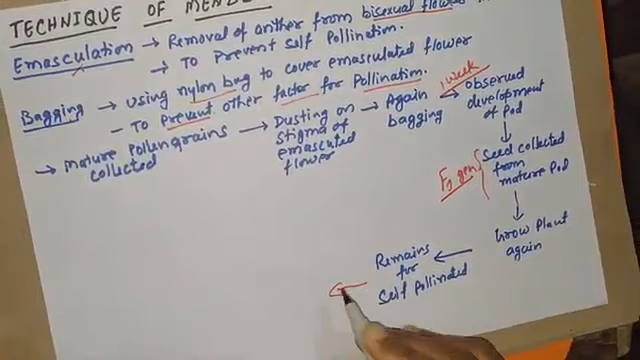 TECHNIQUE OF
Emasculation → Removal of anther from bisexual flower
→ To Prevent Self Pollination.
Bagging → Using nylon bag to cover emasculated flower
- To Prevent other factor for Pollination.
→ Mature Pollengrains collected → Dusting on stigma of emasculated flower → Again bagging
1 week
→ Observed development of Pod
↓
F1 gen { Seed collected from mature Pod
↓
Grow Plant again
← Remains for Self Pollinated
←